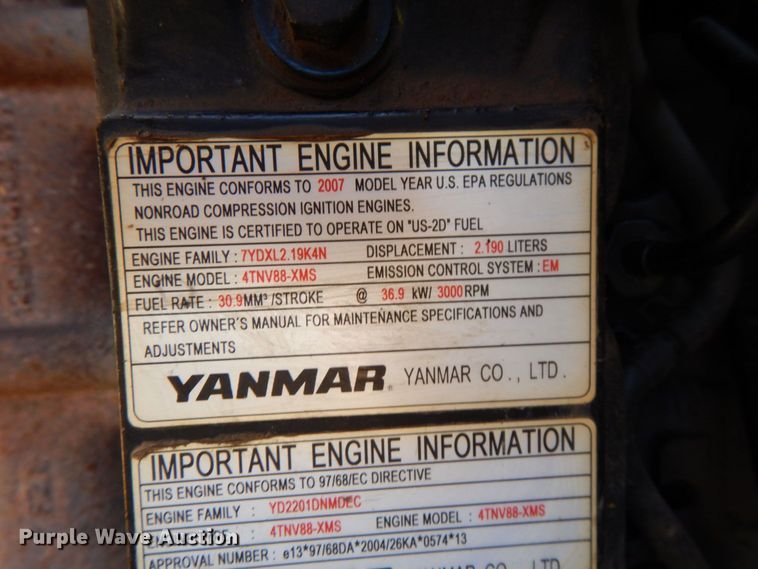 IMPORTANT ENGINE INFORMATION
THIS ENGINE CONFORMS TO 2007 MODEL YEAR U.S. EPA REGULATIONS
NONROAD COMPRESSION IGNITION ENGINES.
THIS ENGINE IS CERTIFIED TO OPERATE ON "US-2D" FUEL
ENGINE FAMILY : 7YDXL2.19K4N DISPLACEMENT : 2.190 LITERS
ENGINE MODEL : 4TNV88-XMS EMISSION CONTROL SYSTEM : EM
FUEL RATE : 30.9MM³/STROKE @ 36.9 kW/ 3000RPM
REFER OWNER'S MANUAL FOR MAINTENANCE SPECIFICATIONS AND
ADJUSTMENTS
YANMAR® YANMAR CO., LTD.
IMPORTANT ENGINE INFORMATION
THIS ENGINE CONFORMS TO 97/68/EC DIRECTIVE
ENGINE FAMILY : YD2201DNMDEC
4TNV88-XMS ENGINE MODEL : 4TNV88-XMS
APPROVAL NUMBER : e13*97/68DA*2004/26KA*0574*13
YANMAR CO., LTD.
Purple Wave Auction